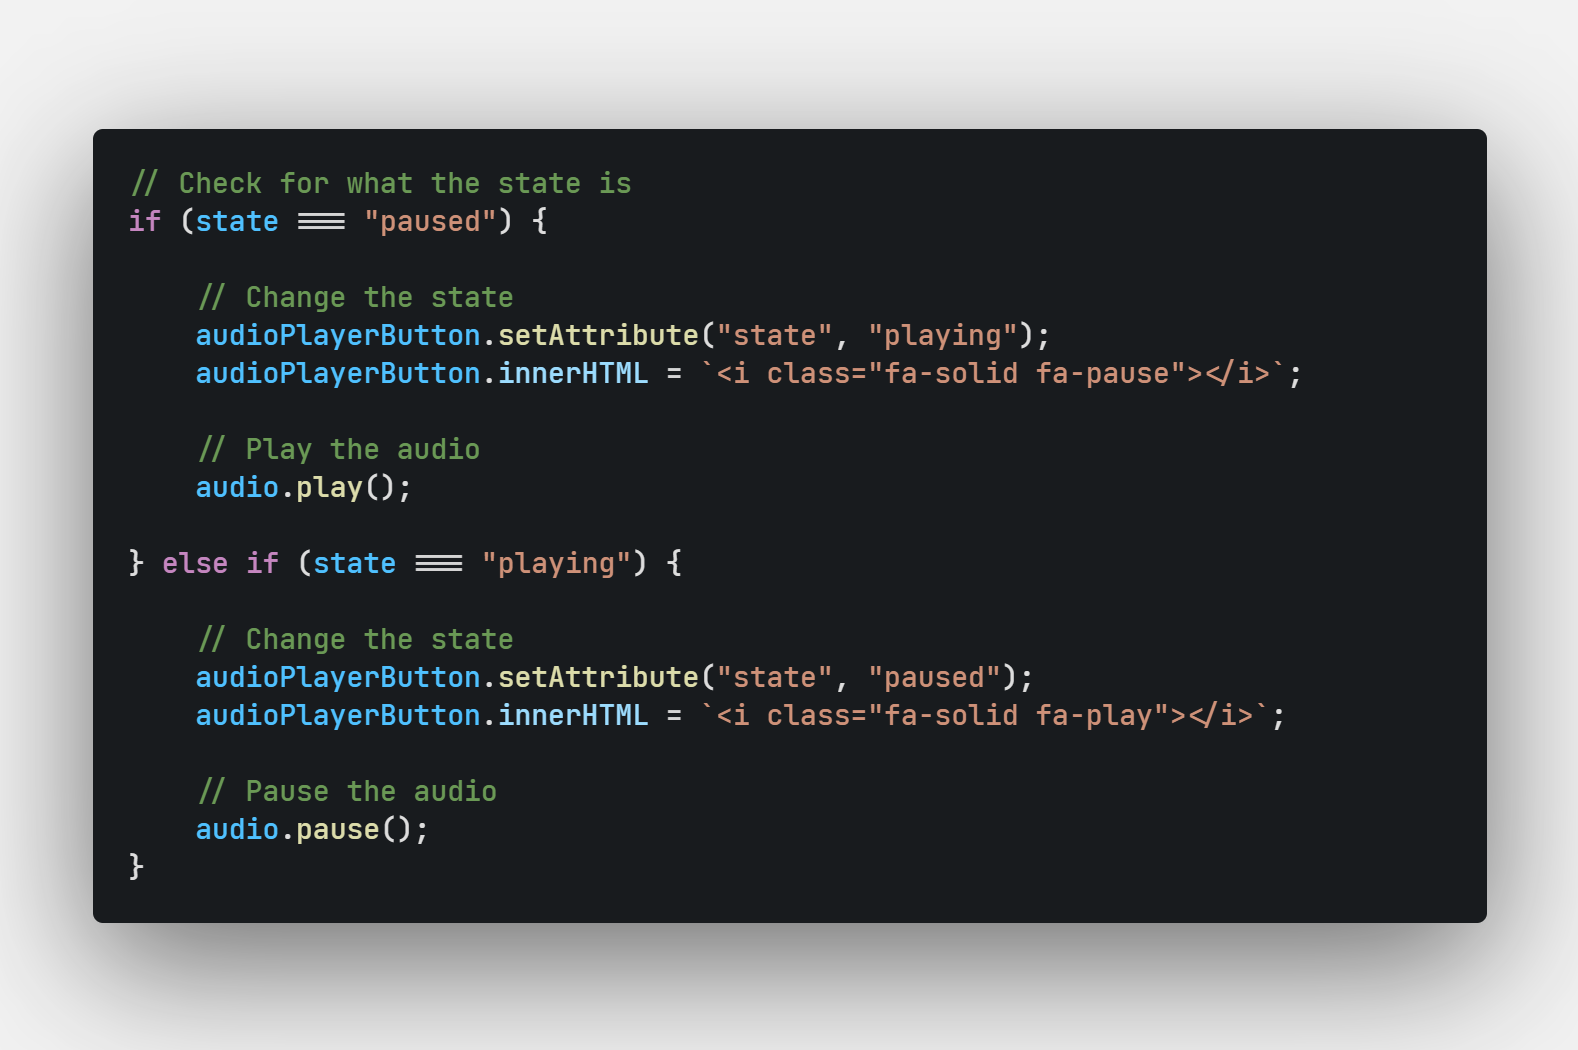 // Check for what the state is
if (state === "paused") {
    // Change the state
    audioPlayerButton.setAttribute("state", "playing");
    audioPlayerButton.innerHTML = `<i class="fa-solid fa-pause"></i>`;
    // Play the audio
    audio.play();
} else if (state === "playing") {
    // Change the state
    audioPlayerButton.setAttribute("state", "paused");
    audioPlayerButton.innerHTML = `<i class="fa-solid fa-play"></i>`;
    // Pause the audio
    audio.pause();
}